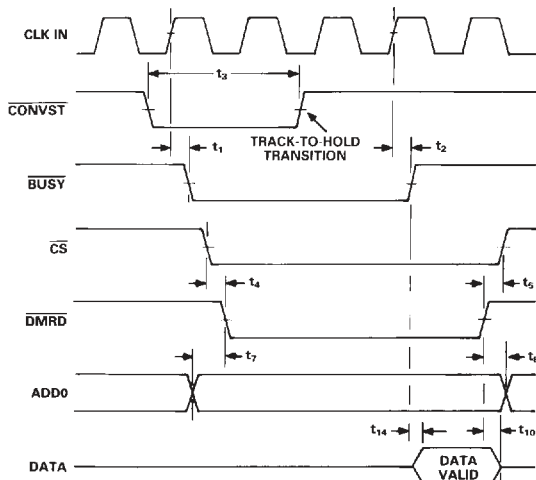 CLK IN
t₃
CONVST
t₁
TRACK-TO-HOLD
TRANSITION
t₂
BUSY
CS
t₄
t₅
DMRD
t₇
t₆
ADD0
t₁₄
t₁₀
DATA
DATA
VALID